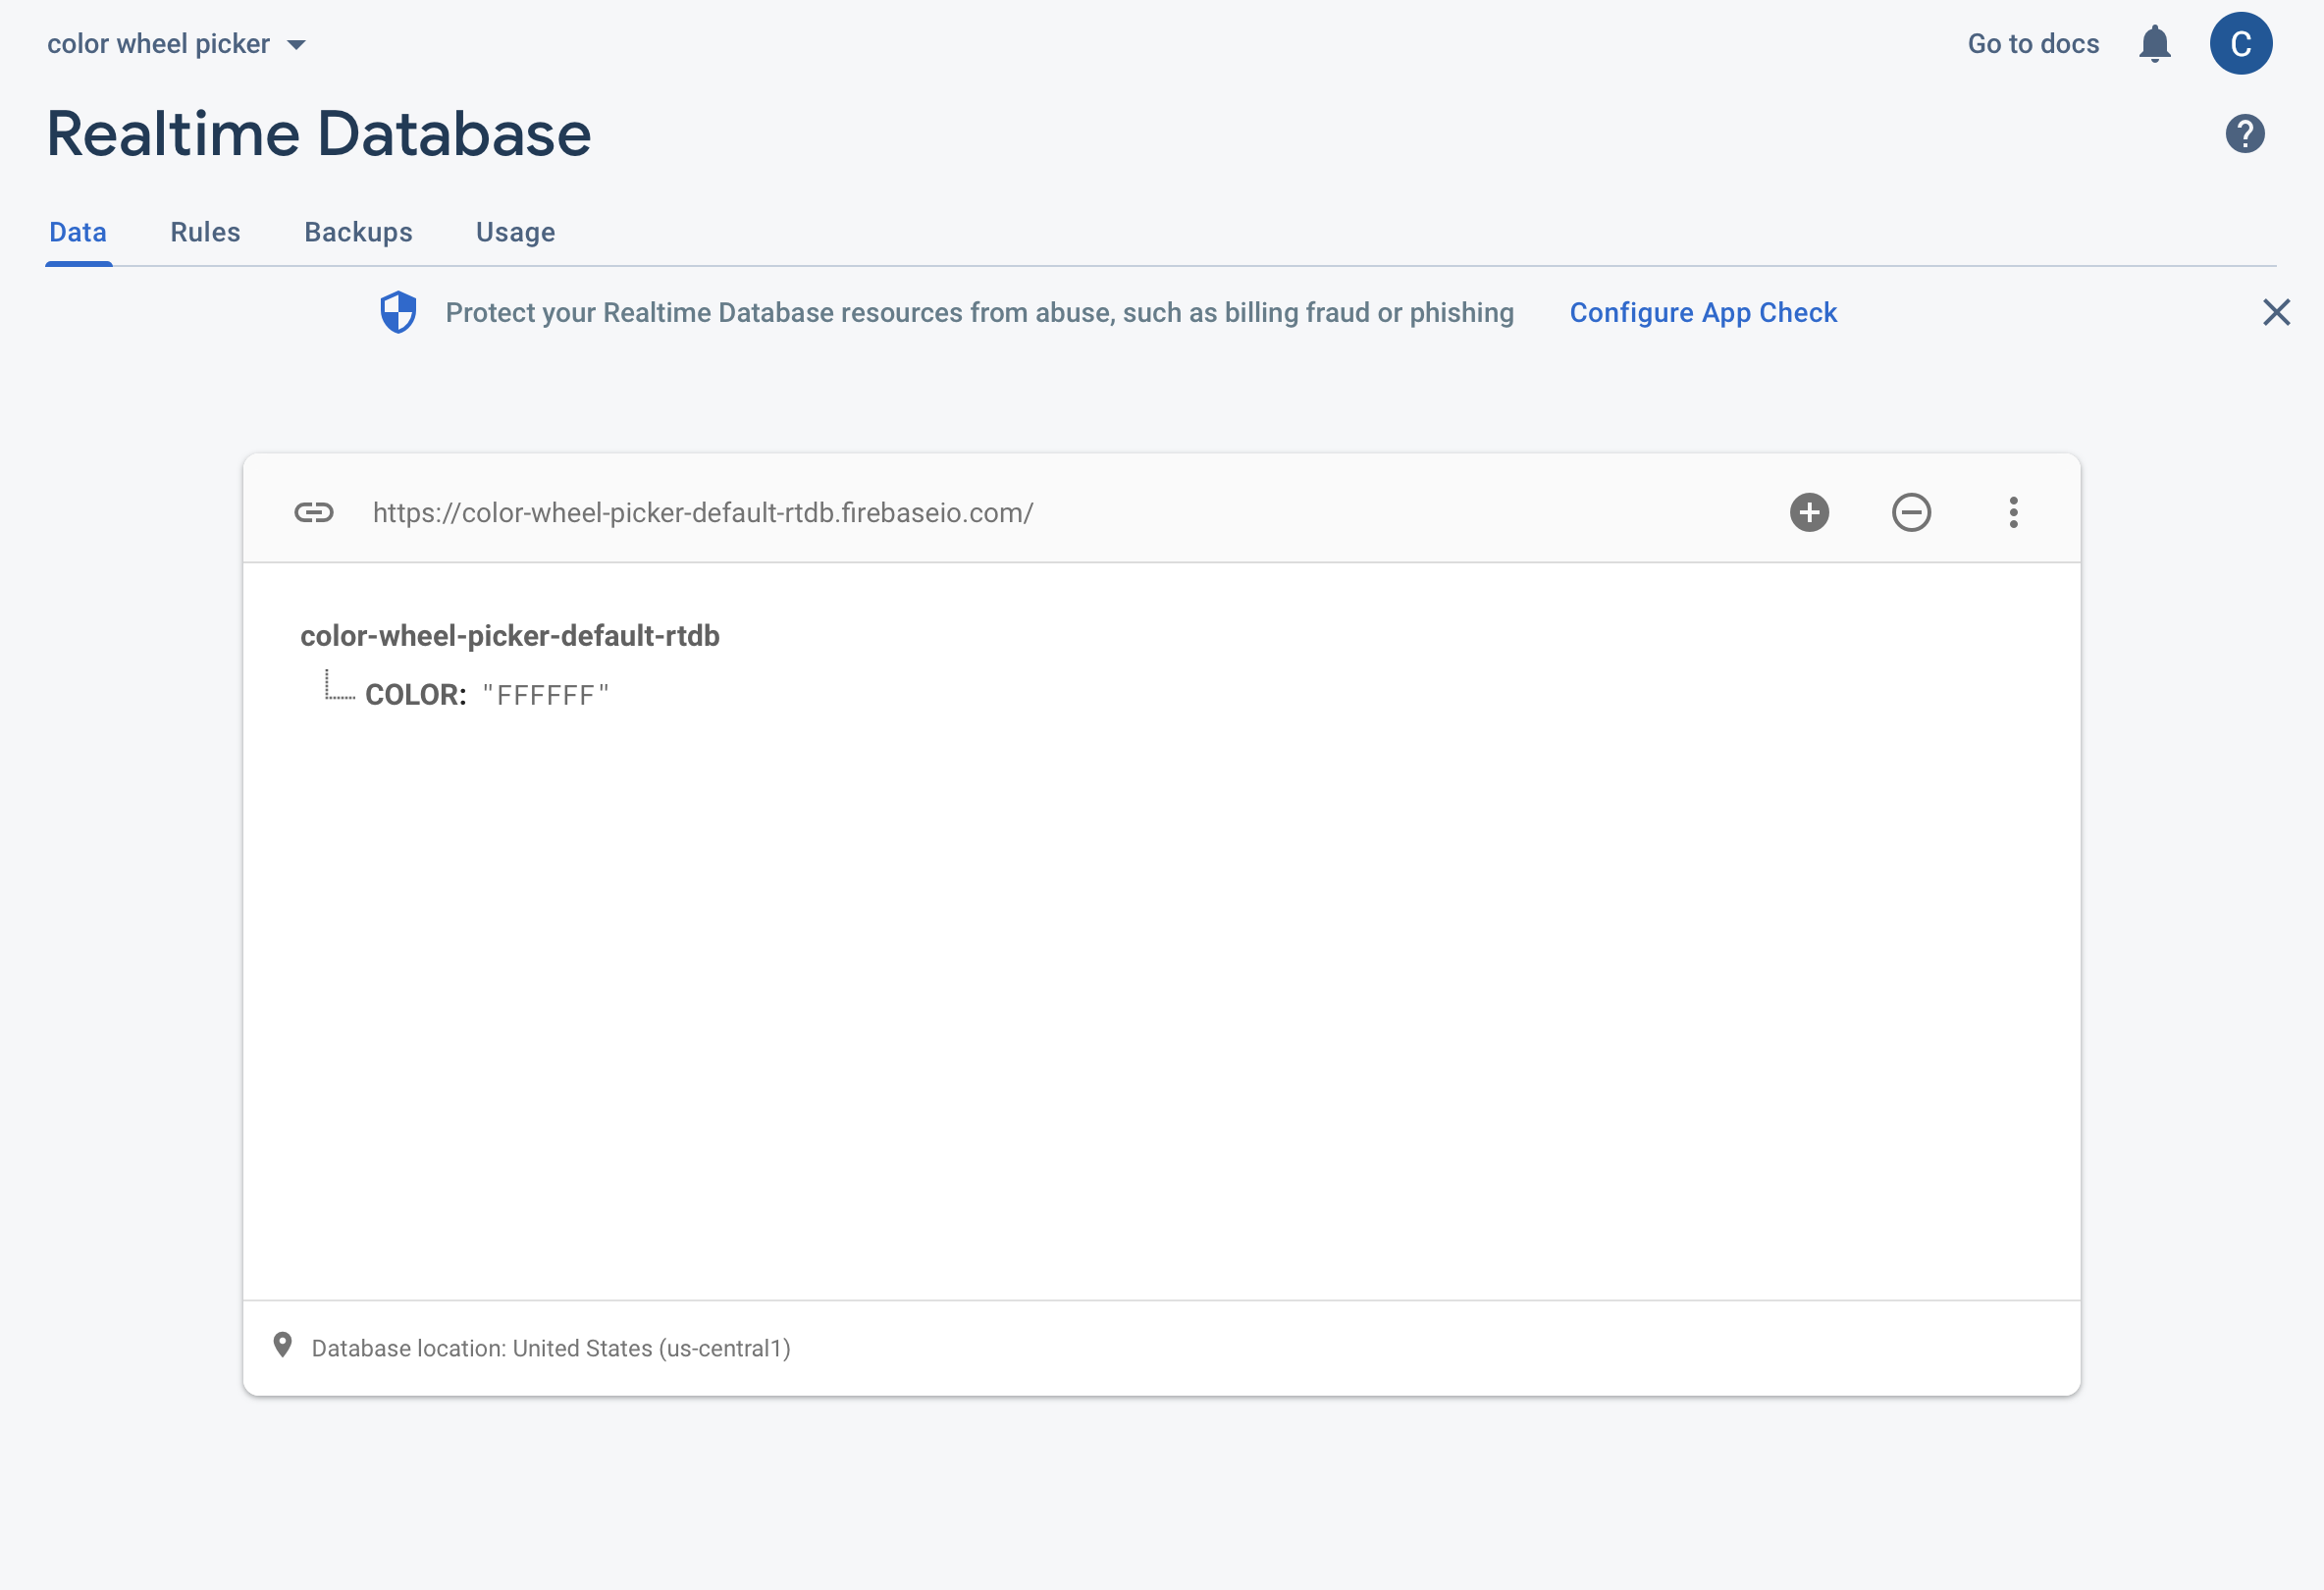 color wheel picker
Go to docs
C
Realtime Database
Data
Rules
Backups
Usage
Protect your Realtime Database resources from abuse, such as billing fraud or phishing
Configure App Check
https://color-wheel-picker-default-rtdb.firebaseio.com/
color-wheel-picker-default-rtdb
COLOR: "FFFFFF"
Database location: United States (us-central1)